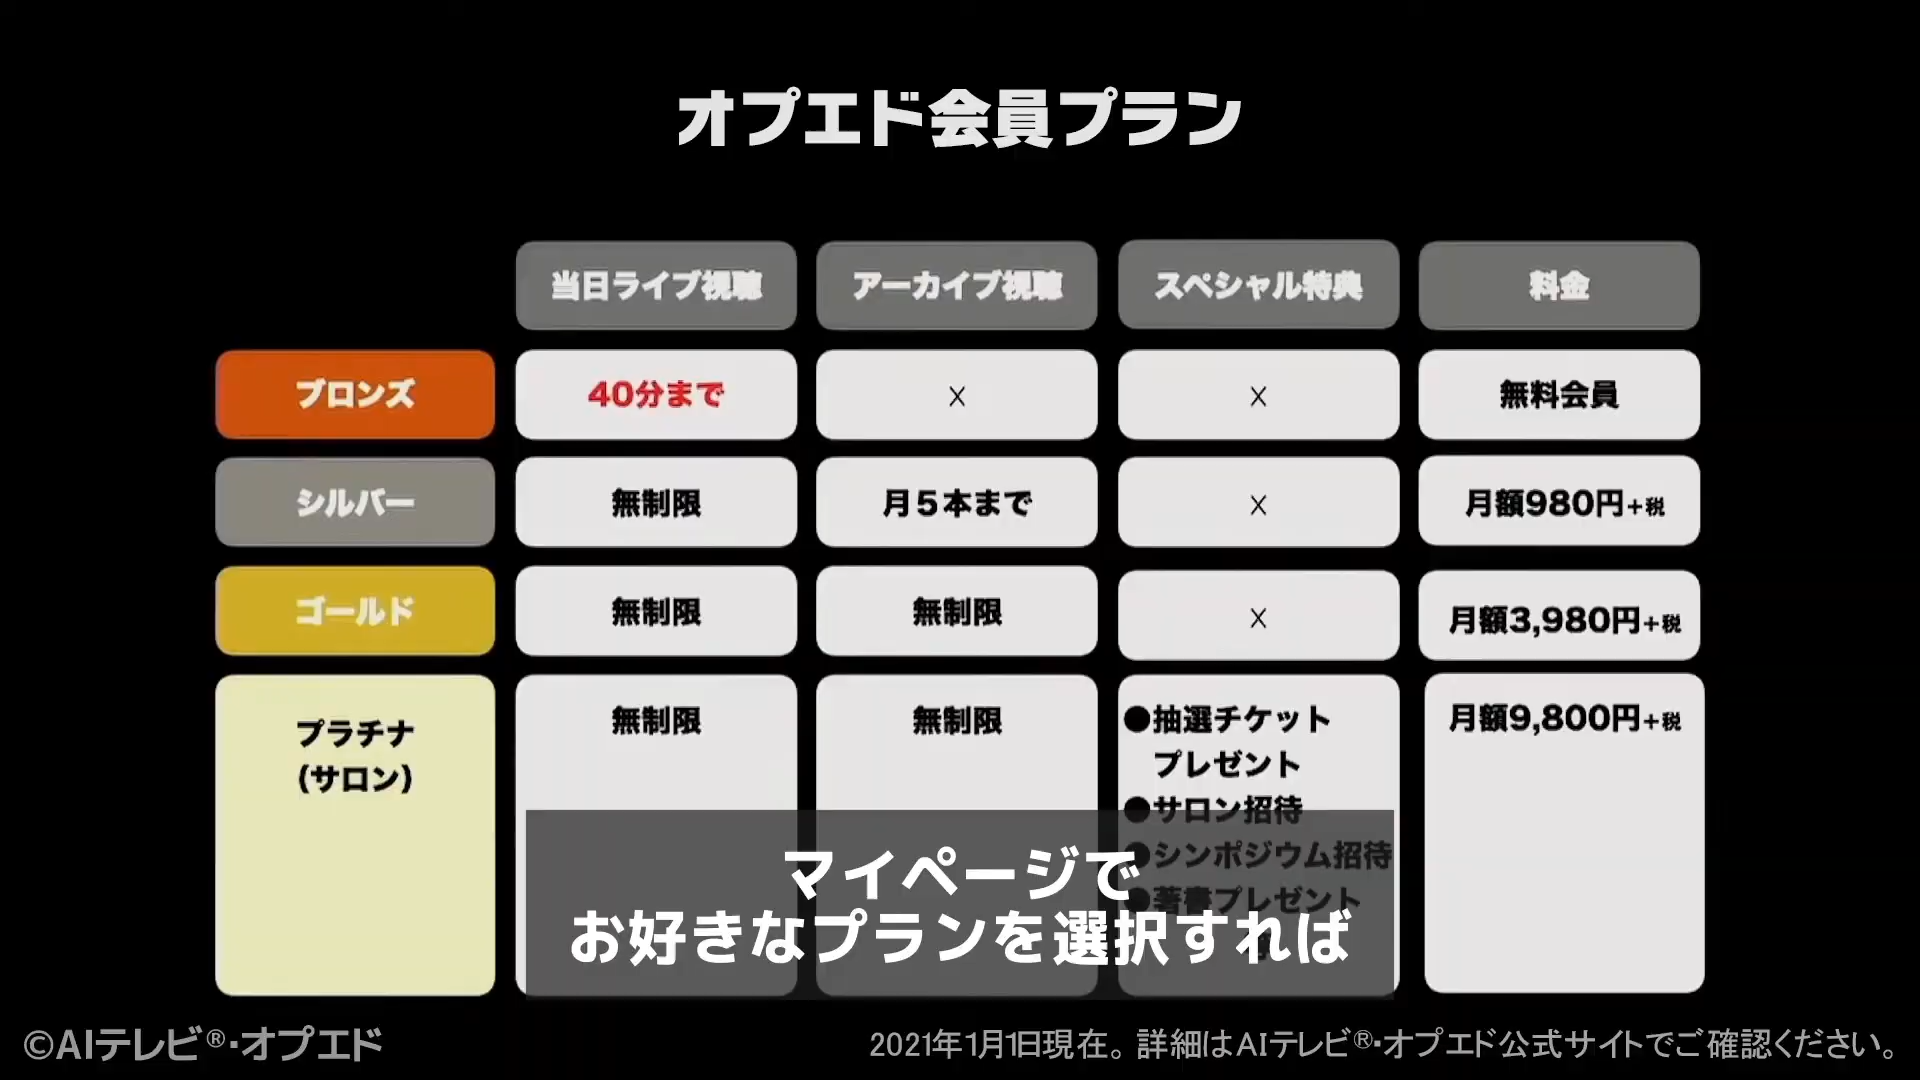 オプエド会員プラン
当日ライブ視聴 アーカイブ視聴 スペシャル特典 料金
ブロンズ 40分まで × × 無料会員
シルバー 無制限 月5本まで × 月額980円+税
ゴールド 無制限 無制限 × 月額3,980円+税
プラチナ 無制限 無制限 ●抽選チケット 月額9,800円+税
(サロン) プレゼント
●サロン招待
●シンポジウム招待
●著書プレゼント
マイページで
お好きなプランを選択すれば
©AIテレビ®・オプエド
2021年1月1日現在。詳細はAIテレビ®・オプエド公式サイトでご確認ください。